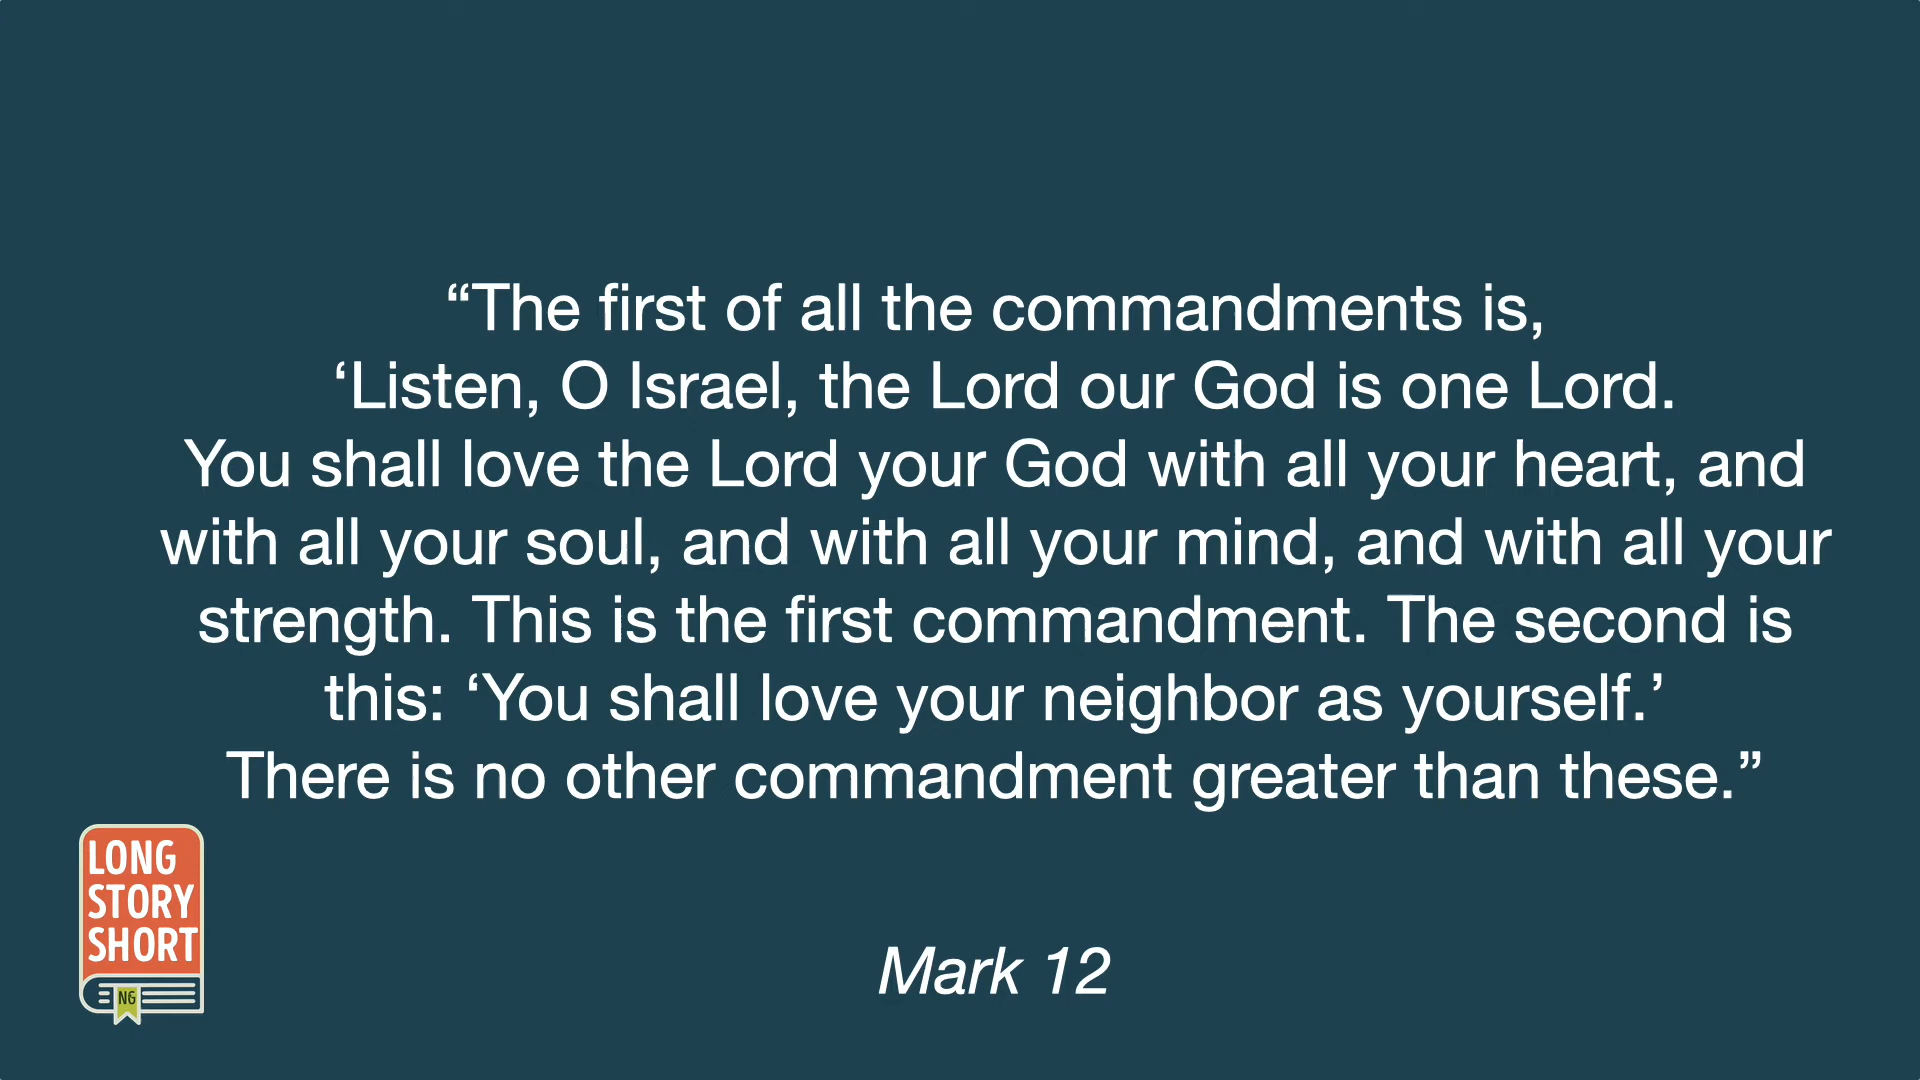 “The first of all the commandments is,
‘Listen, O Israel, the Lord our God is one Lord.
You shall love the Lord your God with all your heart, and
with all your soul, and with all your mind, and with all your
strength. This is the first commandment. The second is
this: ‘You shall love your neighbor as yourself.’
There is no other commandment greater than these.”
LONG
STORY
SHORT
NG
Mark 12